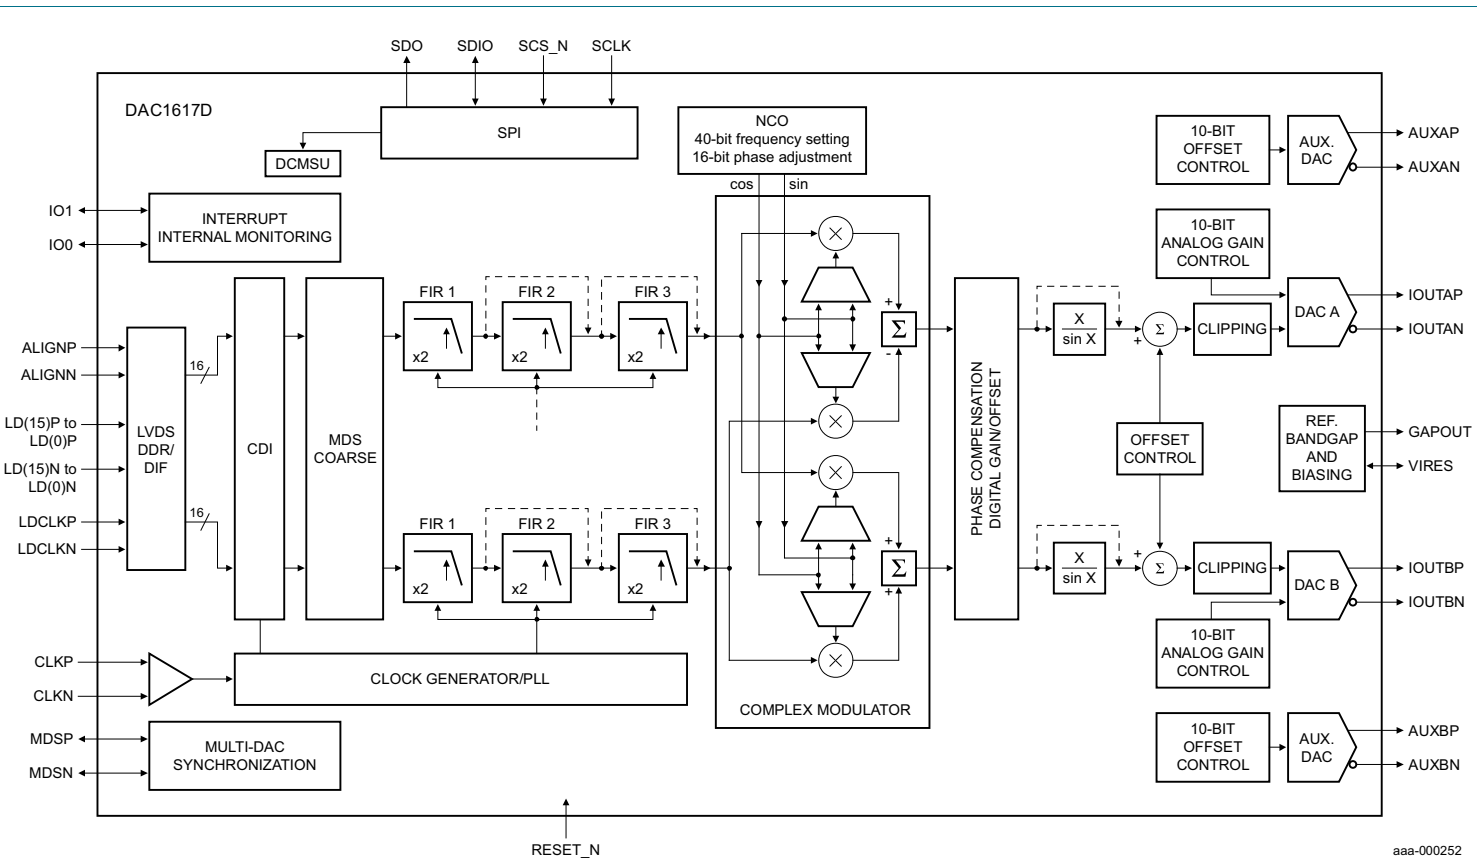 SDO SDIO SCS_N SCLK
DAC1617D
SPI
DCMSU
NCO
40-bit frequency setting
16-bit phase adjustment
cos sin
10-BIT
OFFSET
CONTROL
AUX.
DAC
AUXAP
AUXAN
IO1
IO0
INTERRUPT
INTERNAL MONITORING
10-BIT
ANALOG GAIN
CONTROL
ALIGNP
ALIGNN
LD(15)P to
LD(0)P
LD(15)N to
LD(0)N
LDCLKP
LDCLKN
LVDS
DDR/
DIF
16
16
CDI
MDS
COARSE
FIR 1
x2
FIR 2
x2
FIR 3
x2
FIR 1
x2
FIR 2
x2
FIR 3
x2
×
×
+
Σ
-
×
×
+
Σ
+
COMPLEX MODULATOR
PHASE COMPENSATION
DIGITAL GAIN/OFFSET
X
sin X
+
Σ
CLIPPING
DAC A
IOUTAP
IOUTAN
OFFSET
CONTROL
REF.
BANDGAP
AND
BIASING
GAPOUT
VIRES
X
sin X
+
Σ
CLIPPING
DAC B
IOUTBP
IOUTBN
10-BIT
ANALOG GAIN
CONTROL
CLKP
CLKN
CLOCK GENERATOR/PLL
MDSP
MDSN
MULTI-DAC
SYNCHRONIZATION
10-BIT
OFFSET
CONTROL
AUX.
DAC
AUXBP
AUXBN
RESET_N
aaa-000252